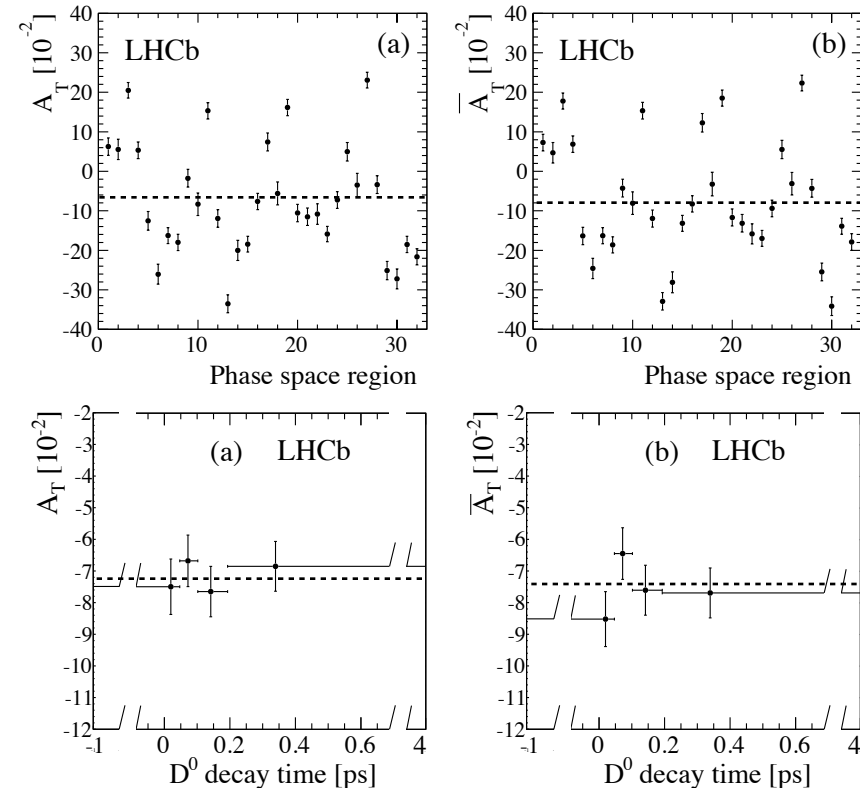 LHCb (a)
A_T [10^-2]
40
30
20
10
0
-10
-20
-30
-40
0 10 20 30
Phase space region
LHCb (b)
A̅_T [10^-2]
40
30
20
10
0
-10
-20
-30
-40
0 10 20 30
Phase space region
(a) LHCb
A_T [10^-2]
-2
-3
-4
-5
-6
-7
-8
-9
-10
-11
-12
-1 0 0.2 0.4 0.6 4
D^0 decay time [ps]
(b) LHCb
A̅_T [10^-2]
-2
-3
-4
-5
-6
-7
-8
-9
-10
-11
-12
-1 0 0.2 0.4 0.6 4
D^0 decay time [ps]